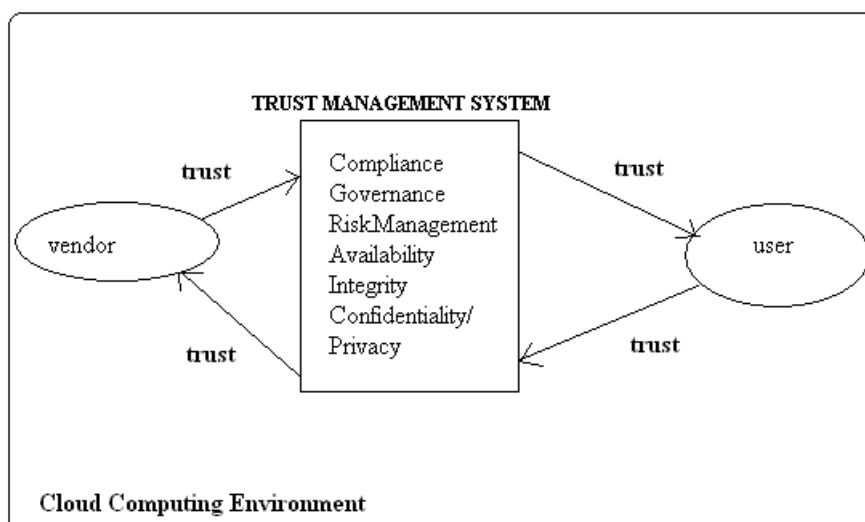 TRUST MANAGEMENT SYSTEM
trust
trust
Compliance
Governance
RiskManagement
Availability
Integrity
Confidentiality/
Privacy
vendor
user
trust
trust
Cloud Computing Environment